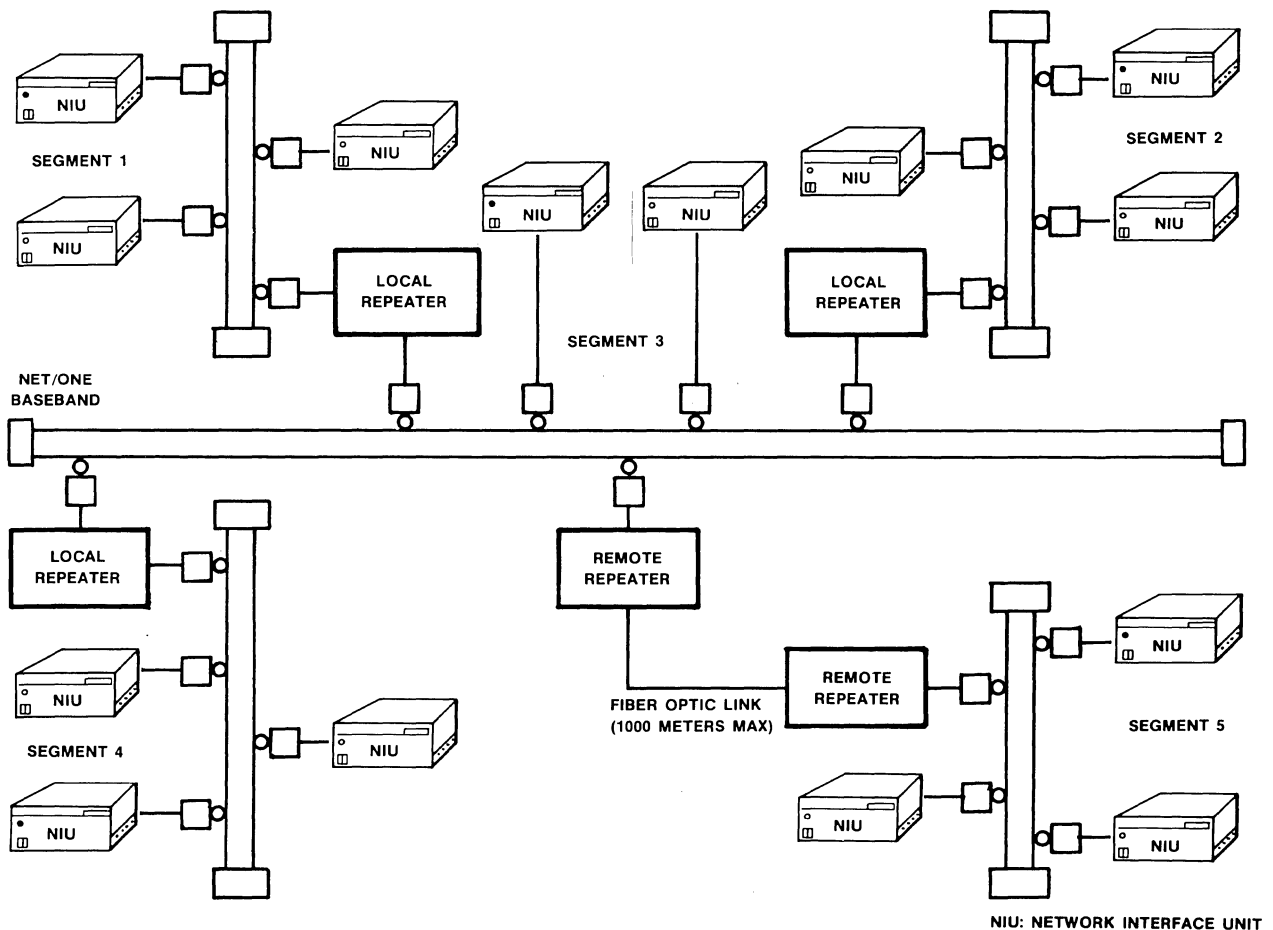 NIU
NIU
SEGMENT 1
NIU
SEGMENT 2
NIU
NIU
NIU
NIU
NIU
NIU
LOCAL
REPEATER
LOCAL
REPEATER
SEGMENT 3
NET/ONE
BASEBAND
LOCAL
REPEATER
REMOTE
REPEATER
NIU
REMOTE
REPEATER
NIU
FIBER OPTIC LINK
(1000 METERS MAX)
SEGMENT 5
SEGMENT 4
NIU
NIU
NIU
NIU
NIU: NETWORK INTERFACE UNIT